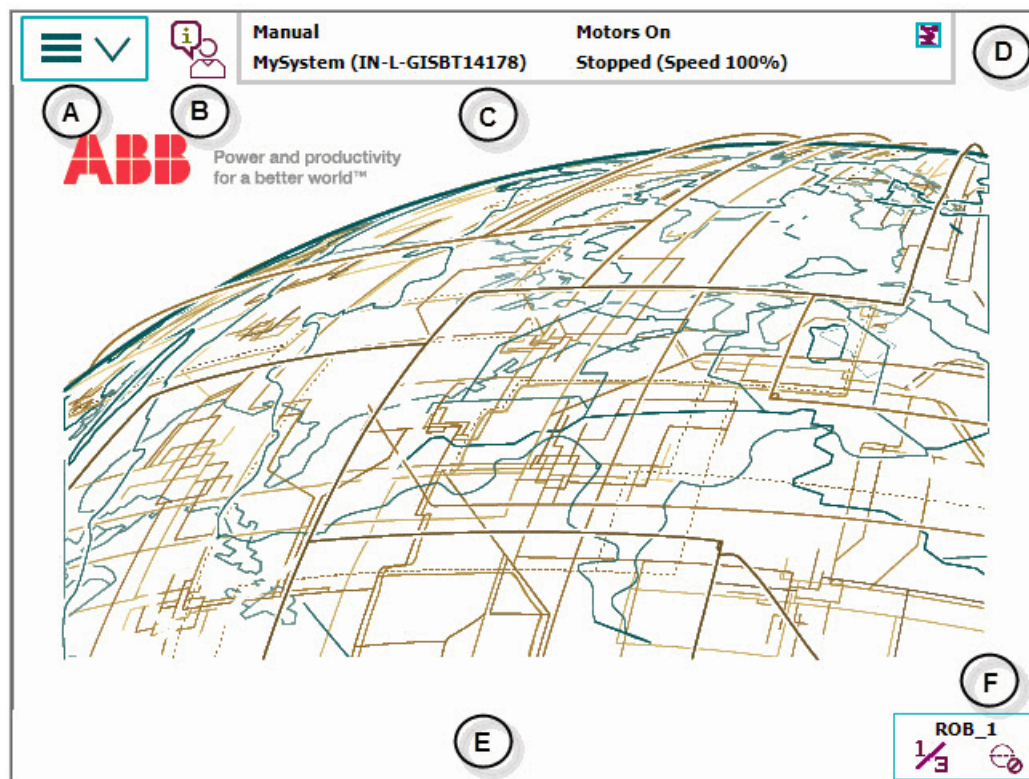 Manual
Motors On
MySystem (IN-L-GISBT14178)
Stopped (Speed 100%)
A
B
C
D
ABB
Power and productivity
for a better world™
E
F
ROB_1
1/3